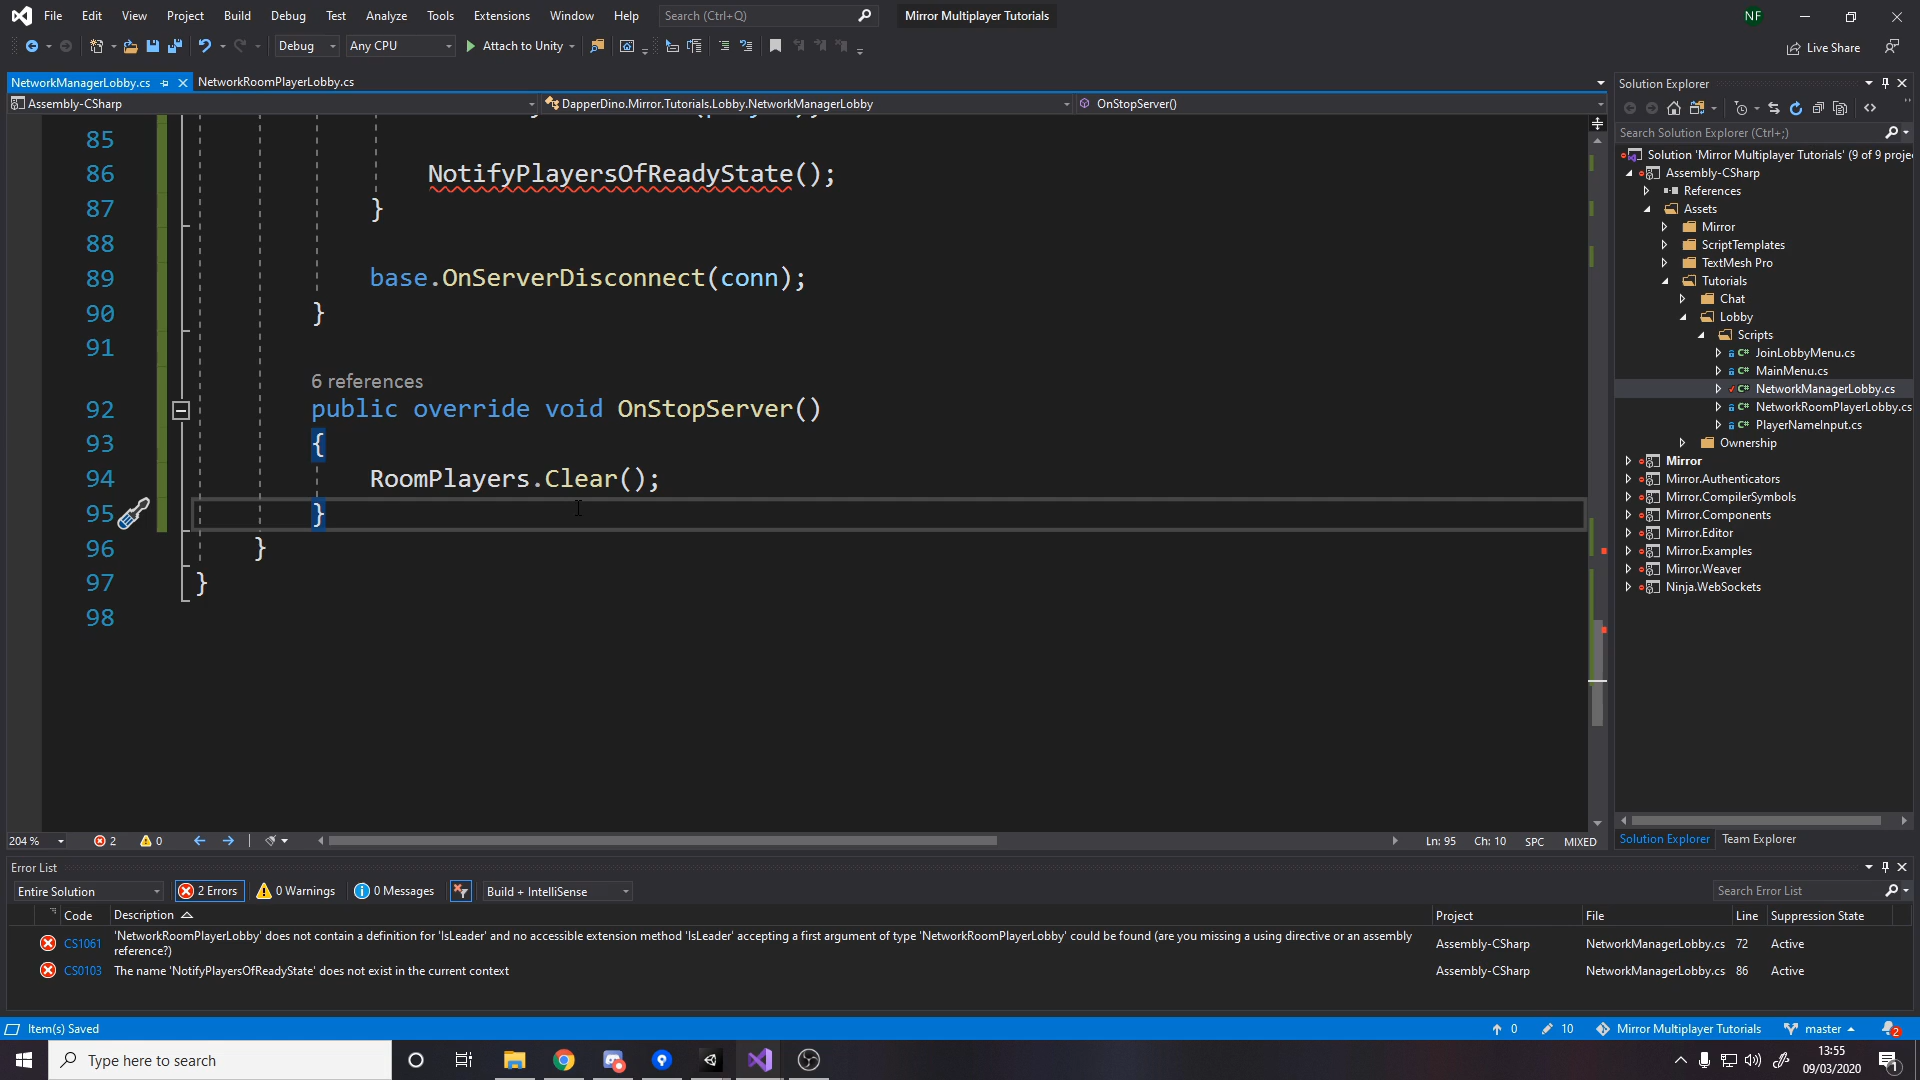 File Edit View Project Build Debug Test Analyze Tools Extensions Window Help Search (Ctrl+Q) Mirror Multiplayer Tutorials NF
Debug Any CPU Attach to Unity Live Share
NetworkManagerLobby.cs NetworkRoomPlayerLobby.cs
Assembly-CSharp DapperDino.Mirror.Tutorials.Lobby.NetworkManagerLobby OnStopServer()
85
86 NotifyPlayersOfReadyState();
87 }
88
89 base.OnServerDisconnect(conn);
90 }
91
6 references
92 public override void OnStopServer()
93 {
94 RoomPlayers.Clear();
95 }
96 }
97 }
98
204 % 2 0 Ln: 95 Ch: 10 SPC MIXED
Solution Explorer
Search Solution Explorer (Ctrl+;)
Solution 'Mirror Multiplayer Tutorials' (9 of 9 proje
Assembly-CSharp
References
Assets
Mirror
ScriptTemplates
TextMesh Pro
Tutorials
Chat
Lobby
Scripts
JoinLobbyMenu.cs
MainMenu.cs
NetworkManagerLobby.cs
NetworkRoomPlayerLobby.cs
PlayerNameInput.cs
Ownership
Mirror
Mirror.Authenticators
Mirror.CompilerSymbols
Mirror.Components
Mirror.Editor
Mirror.Examples
Mirror.Weaver
Ninja.WebSockets
Solution Explorer Team Explorer
Error List
Entire Solution 2 Errors 0 Warnings 0 Messages Build + IntelliSense Search Error List
Code Description Project File Line Suppression State
CS1061 'NetworkRoomPlayerLobby' does not contain a definition for 'IsLeader' and no accessible extension method 'IsLeader' accepting a first argument of type 'NetworkRoomPlayerLobby' could be found (are you missing a using directive or an assembly
reference?) Assembly-CSharp NetworkManagerLobby.cs 72 Active
CS0103 The name 'NotifyPlayersOfReadyState' does not exist in the current context Assembly-CSharp NetworkManagerLobby.cs 86 Active
Item(s) Saved 0 10 Mirror Multiplayer Tutorials master 2
Type here to search 13:55
09/03/2020 1